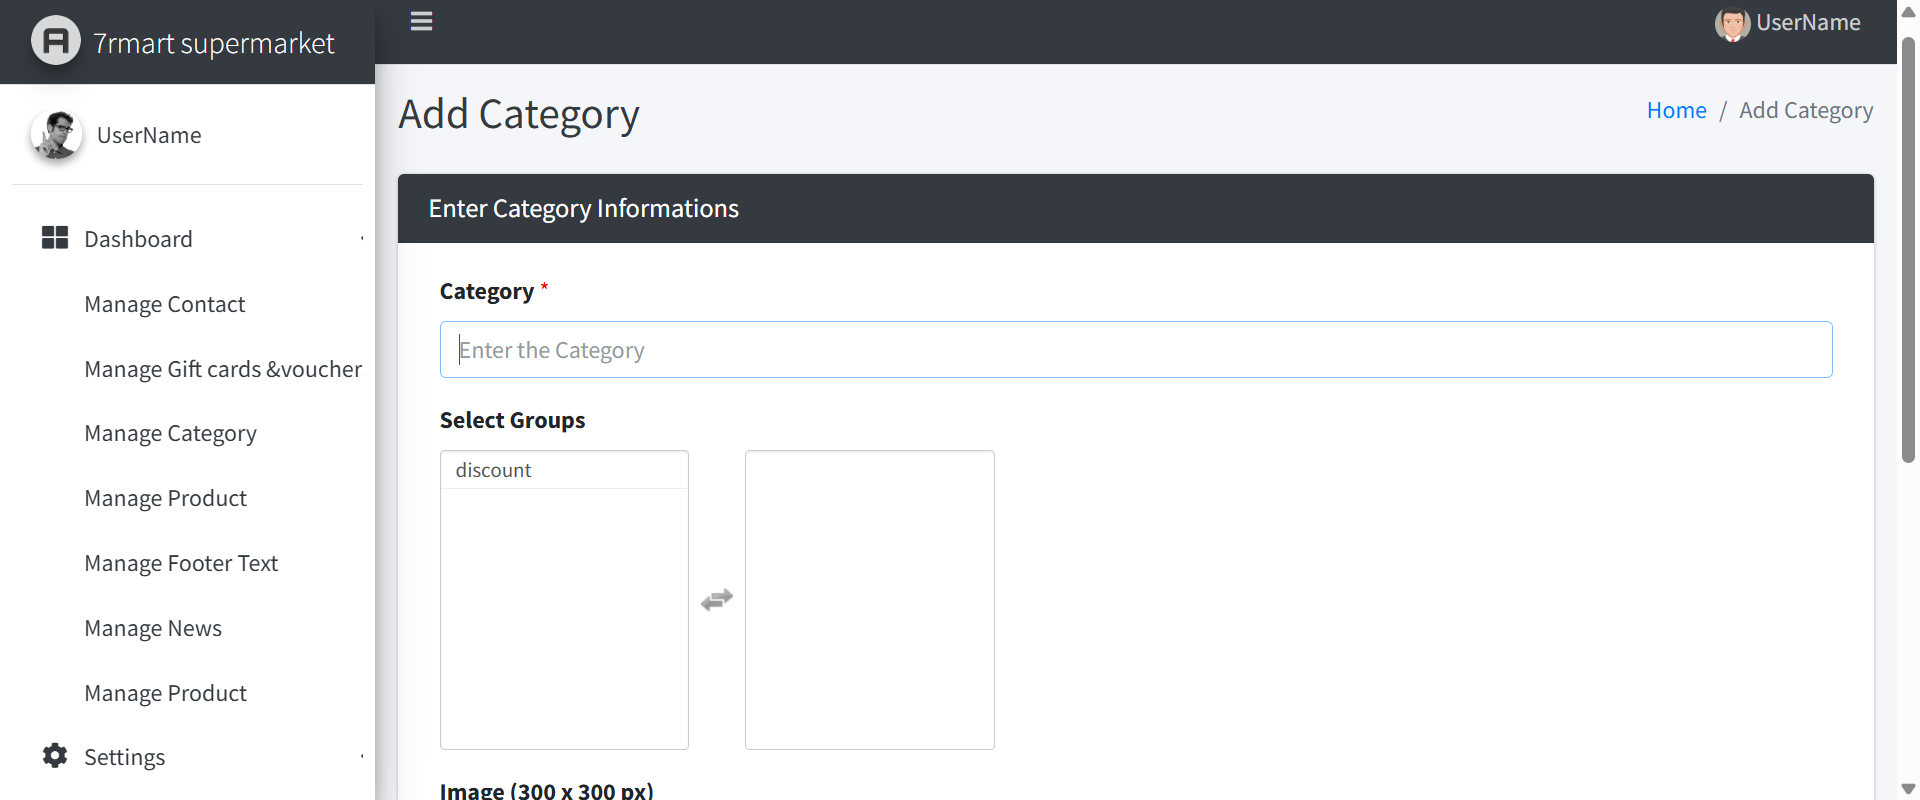 7rmart supermarket
UserName
UserName
Dashboard
Manage Contact
Manage Gift cards &voucher
Manage Category
Manage Product
Manage Footer Text
Manage News
Manage Product
Settings
Add Category
Home / Add Category
Enter Category Informations
Category *
Enter the Category
Select Groups
discount
Image (300 x 300 px)